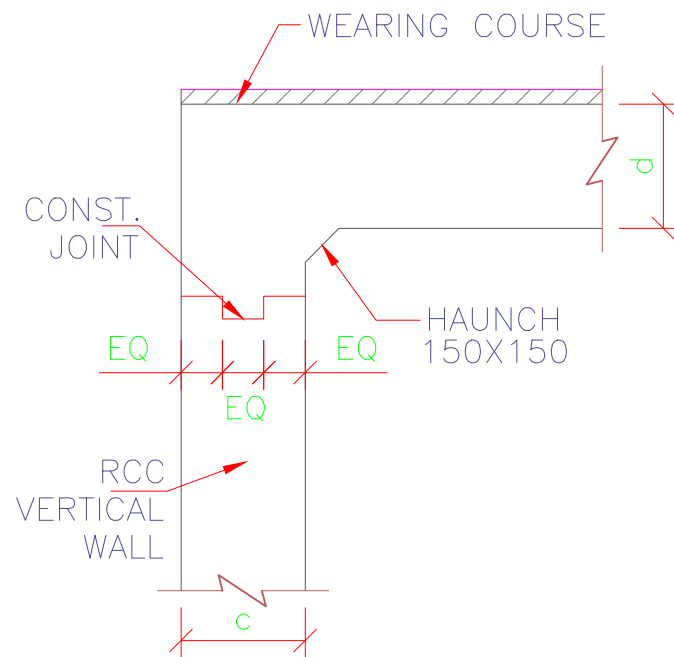 WEARING COURSE
d
CONST.
JOINT
HAUNCH
150X150
EQ
EQ
EQ
RCC
VERTICAL
WALL
c